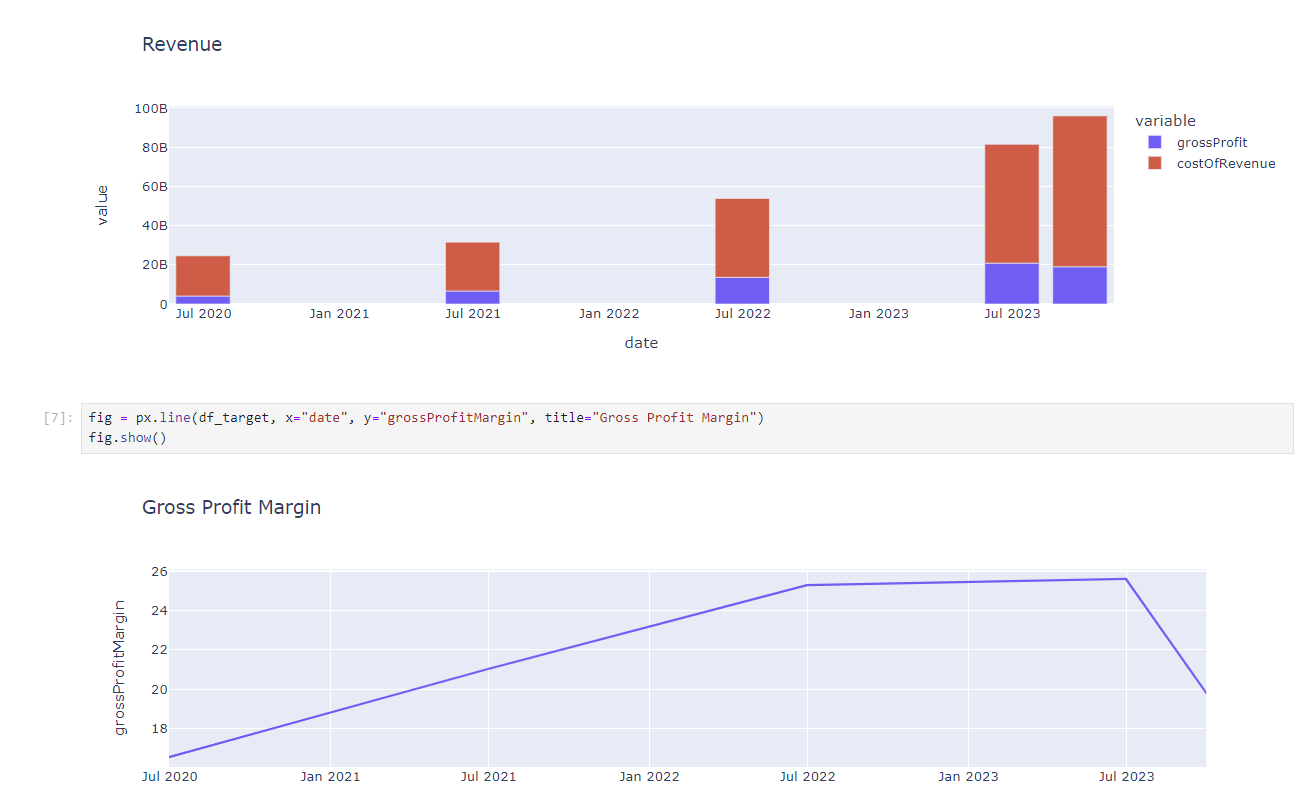 Revenue
100B
80B
60B
40B
20B
0
value
Jul 2020 Jan 2021 Jul 2021 Jan 2022 Jul 2022 Jan 2023 Jul 2023
date
variable
grossProfit
costOfRevenue
[7]: fig = px.line(df_target, x="date", y="grossProfitMargin", title="Gross Profit Margin")
fig.show()
Gross Profit Margin
26
24
22
20
18
grossProfitMargin
Jul 2020 Jan 2021 Jul 2021 Jan 2022 Jul 2022 Jan 2023 Jul 2023